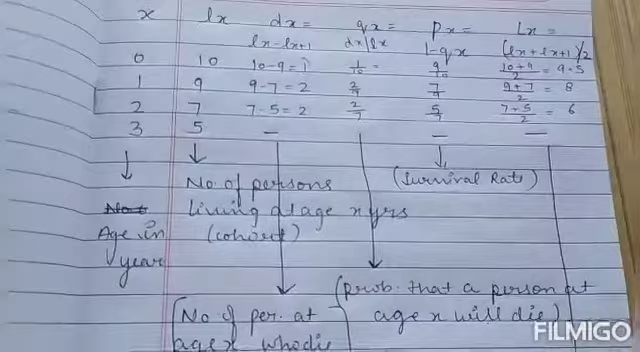 x lx dx = qx = px = Lx =
lx - lx+1 dx/lx 1-qx (lx+lx+1)/2
0 10 10-9=1 1/10 9/10 (10+9)/2 = 9.5
1 9 9-7=2 2/9 7/9 (9+7)/2 = 8
2 7 7-5=2 2/7 5/7 (7+5)/2 = 6
3 5 — — —
No. of persons (Survival Rate)
living at age x yrs
Age in (cohort)
year
(prob. that a person at
No. of per. at age x will die)
age x who die
FILMIGO